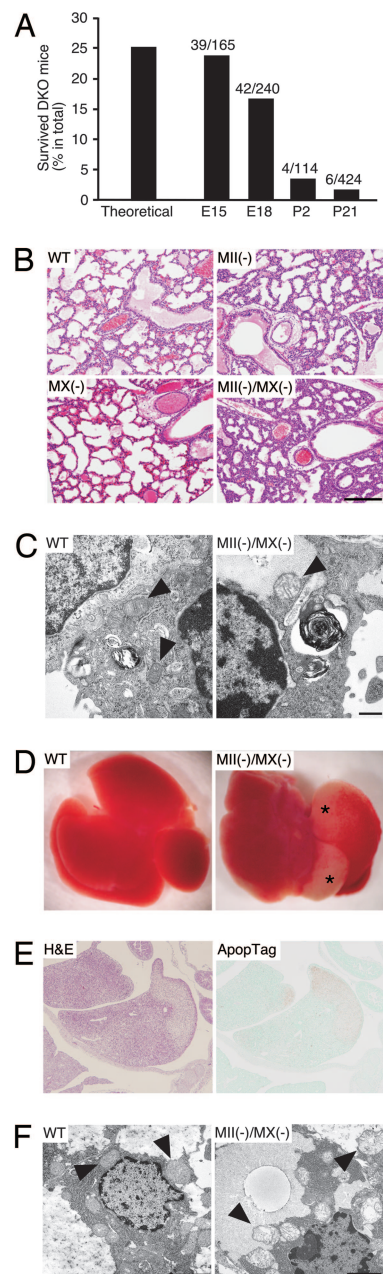 A
Survived DKO mice
(% in total)
30
25
20
15
10
5
0
39/165
42/240
4/114
6/424
Theoretical E15 E18 P2 P21
B
WT MII(-)
MX(-) MII(-)/MX(-)
C
WT MII(-)/MX(-)
D
WT MII(-)/MX(-)
* 
*
E
H&E ApopTag
F
WT MII(-)/MX(-)